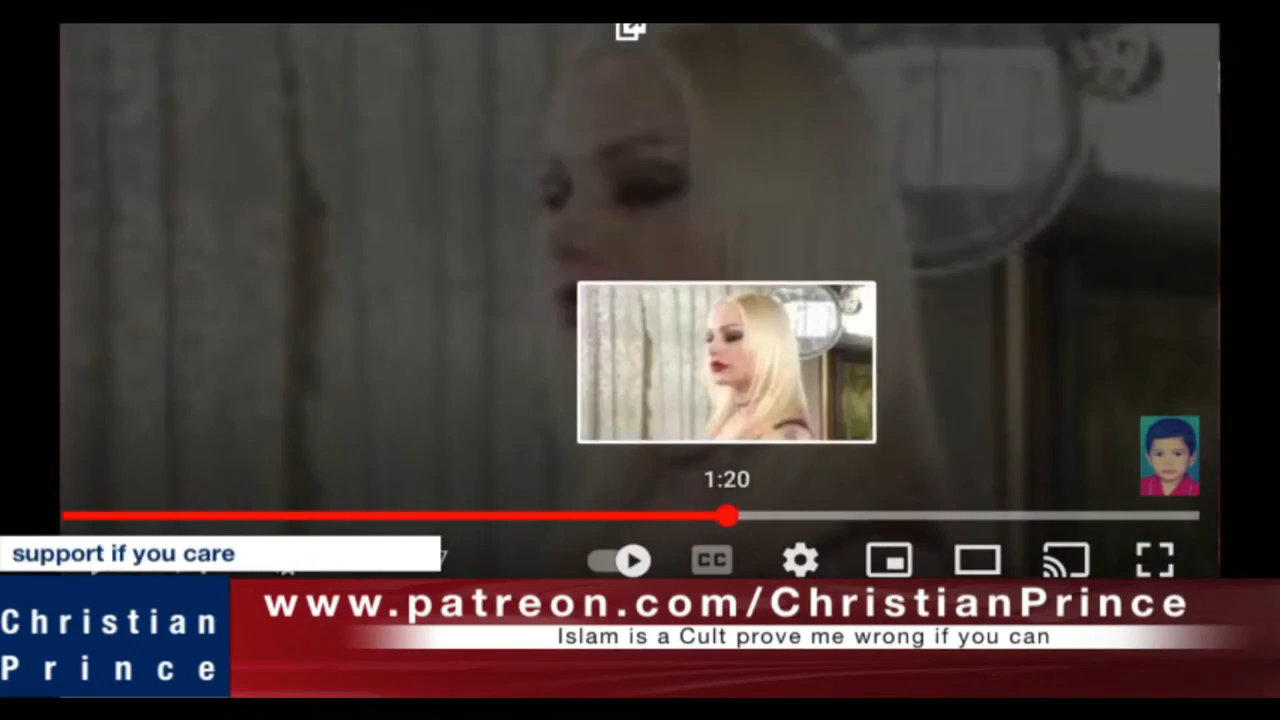 1:20
CC
support if you care
Christian
Prince
www.patreon.com/ChristianPrince
Islam is a Cult prove me wrong if you can